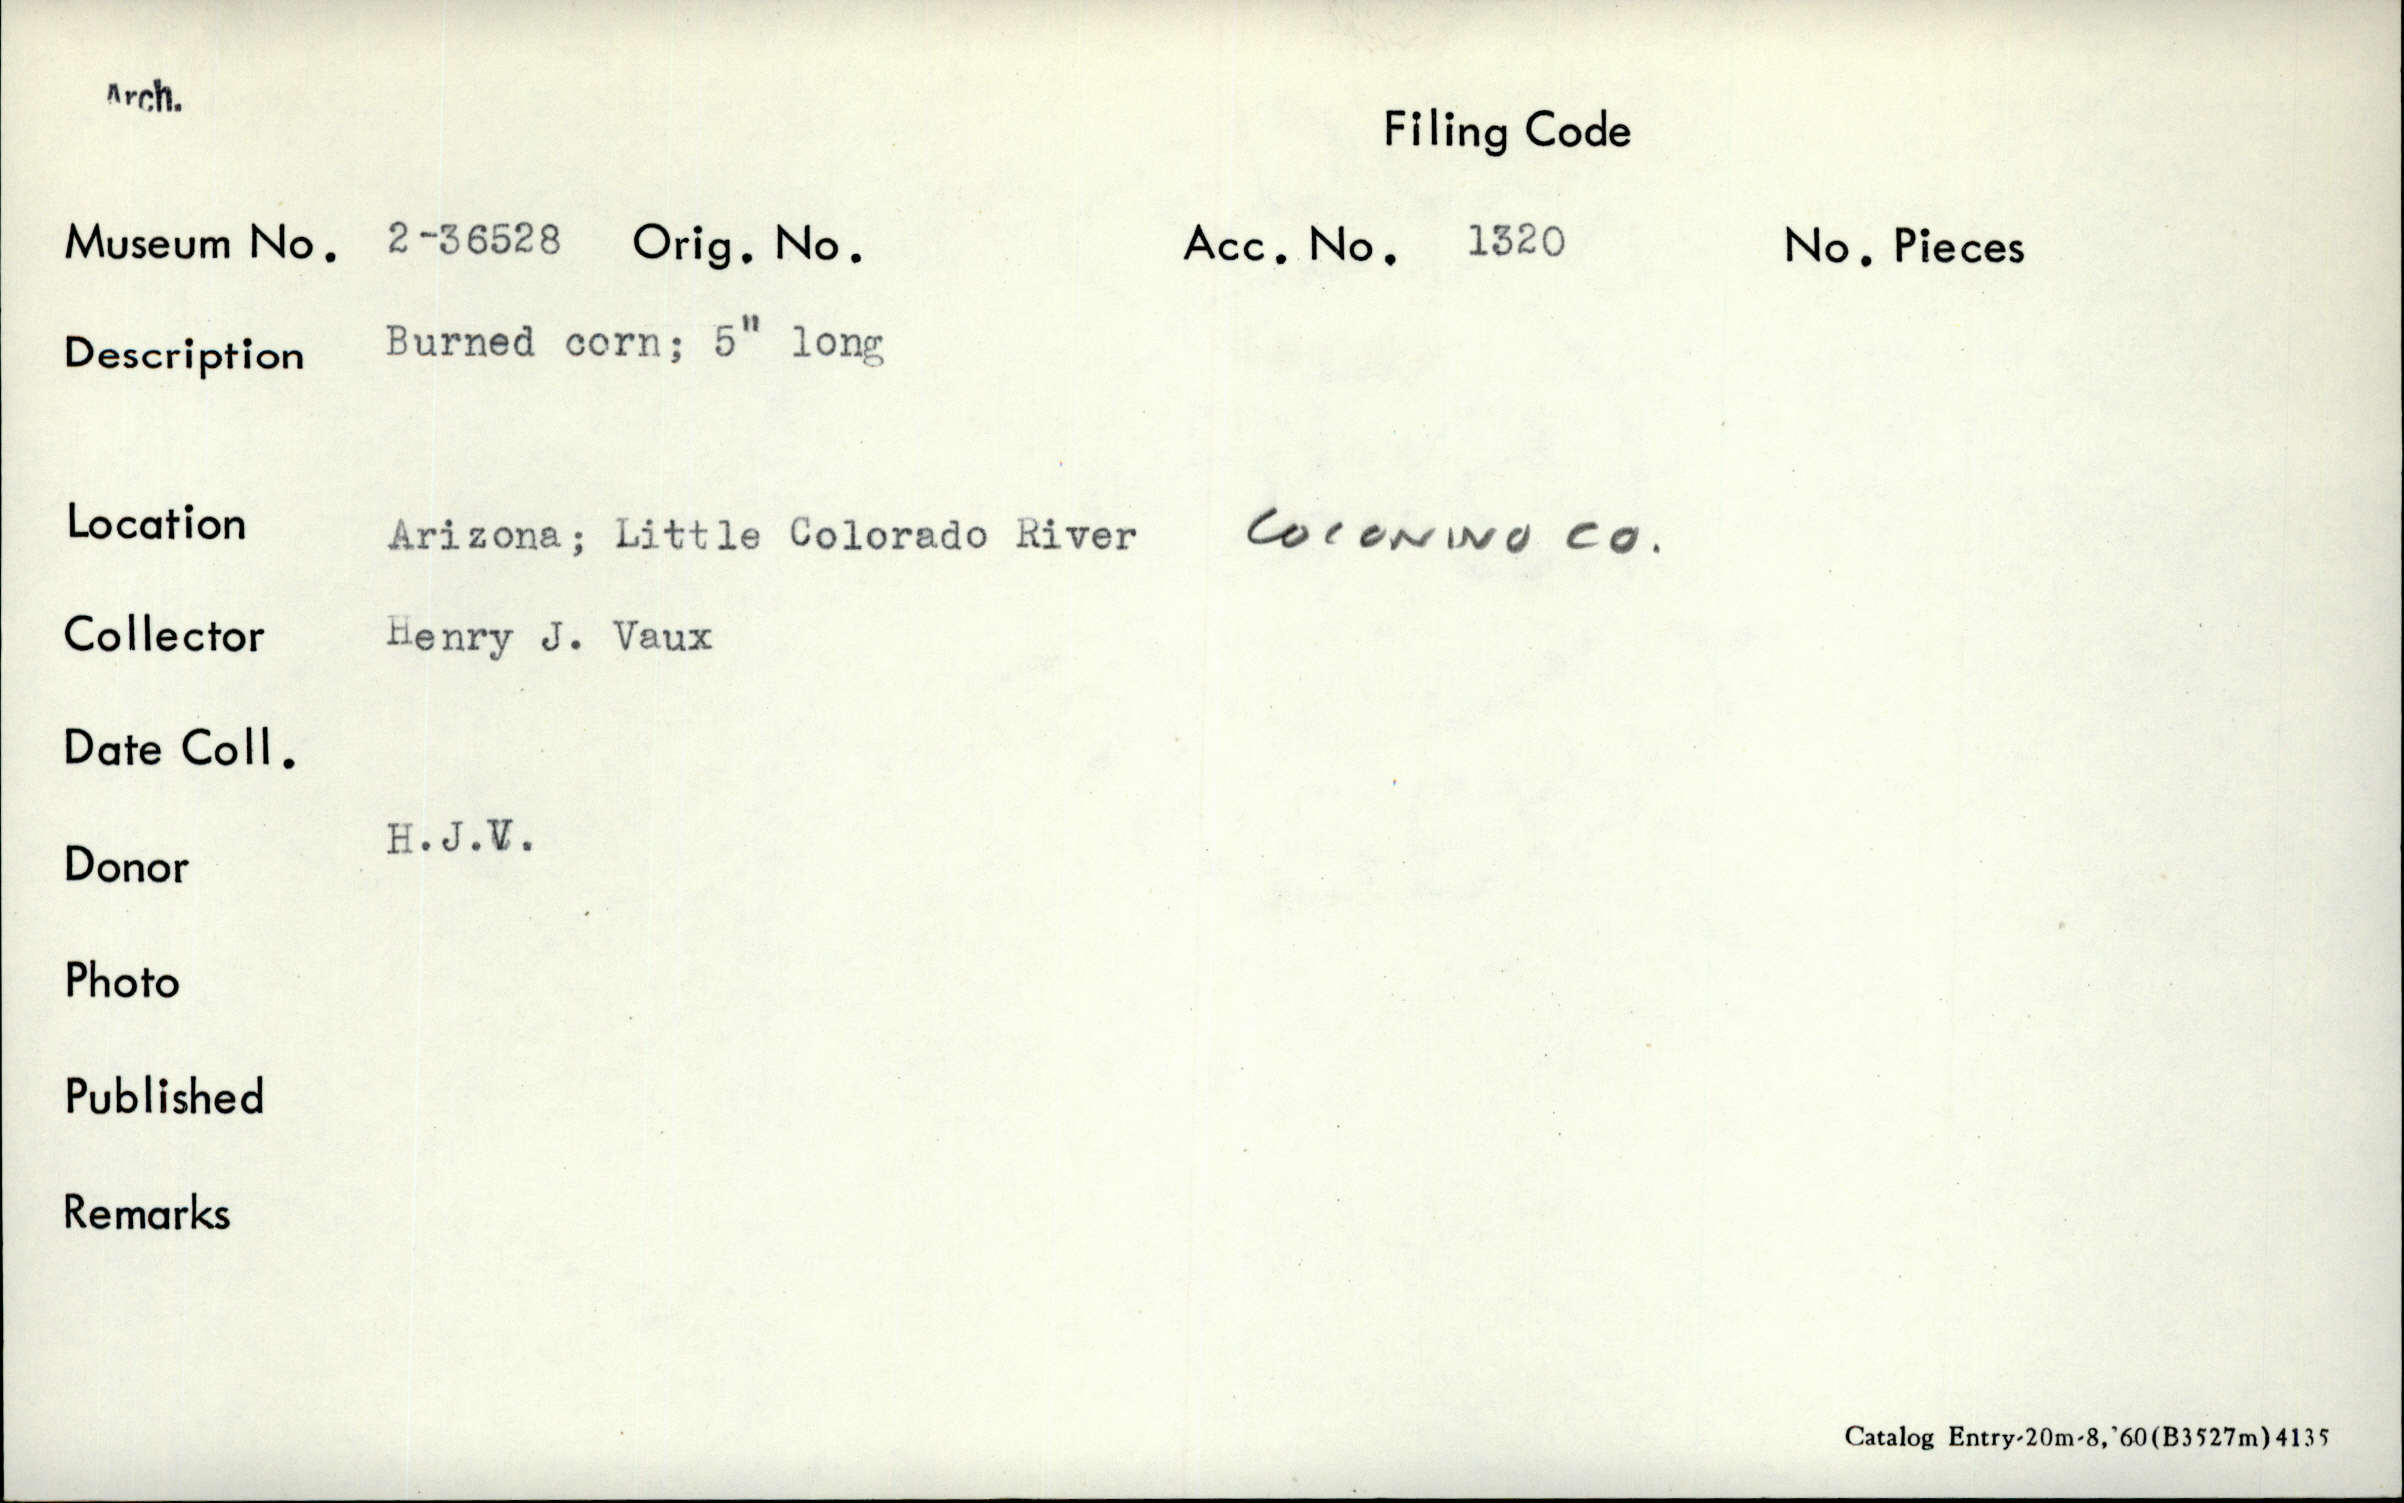 Arch.
Filing Code
Museum No. 2-36528 Orig. No. Acc. No. 1320 No. Pieces
Description Burned corn; 5" long
Location Arizona; Little Colorado River COCONINO CO.
Collector Henry J. Vaux
Date Coll.
Donor H.J.V.
Photo
Published
Remarks
Catalog Entry-20m-8,'60(B3527m)4135